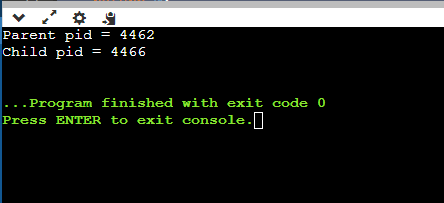 Parent pid = 4462
Child pid = 4466
...Program finished with exit code 0
Press ENTER to exit console.